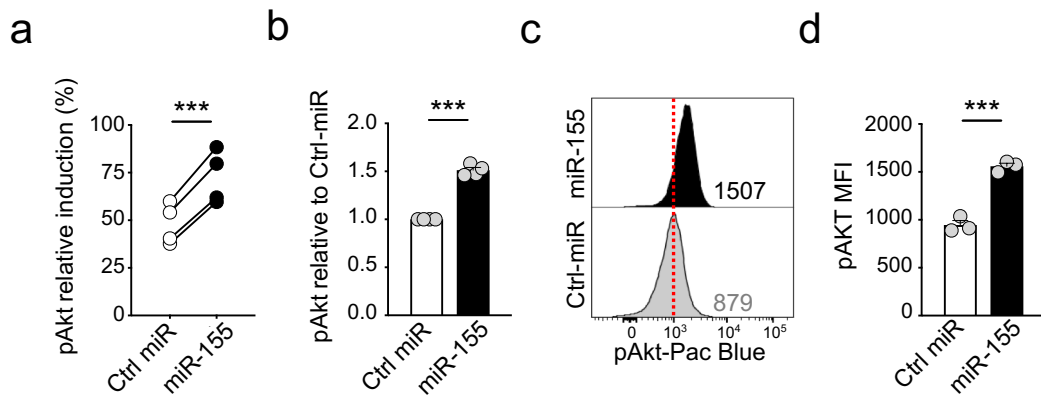 a
pAkt relative induction (%)
100
75
50
25
0
***
Ctrl miR
miR-155
b
pAkt relative to Ctrl-miR
2.0
1.5
1.0
0.5
0.0
***
Ctrl miR
miR-155
c
miR-155
1507
Ctrl-miR
879
0 10³ 10⁴ 10⁵
pAkt-Pac Blue
d
pAKT MFI
2000
1500
1000
500
0
***
Ctrl miR
miR-155